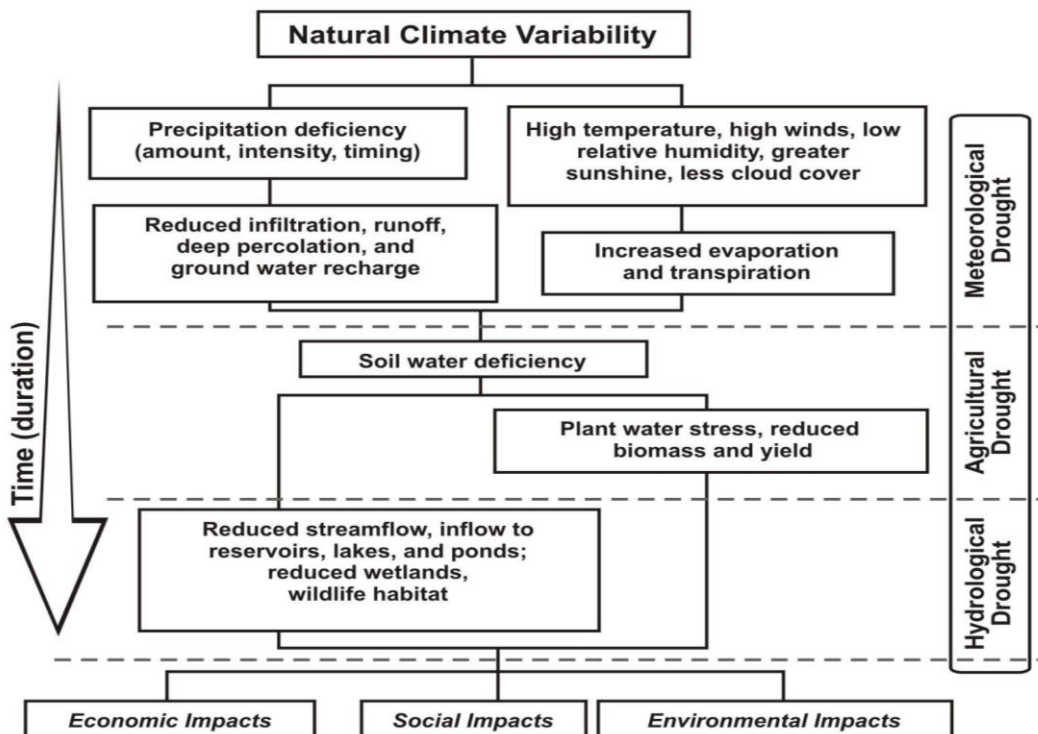 Natural Climate Variability
Precipitation deficiency
(amount, intensity, timing)
High temperature, high winds, low
relative humidity, greater
sunshine, less cloud cover
Reduced infiltration, runoff,
deep percolation, and
ground water recharge
Increased evaporation
and transpiration
Meteorological
Drought
Time (duration)
Soil water deficiency
Plant water stress, reduced
biomass and yield
Agricultural
Drought
Reduced streamflow, inflow to
reservoirs, lakes, and ponds;
reduced wetlands,
wildlife habitat
Hydrological
Drought
Economic Impacts
Social Impacts
Environmental Impacts